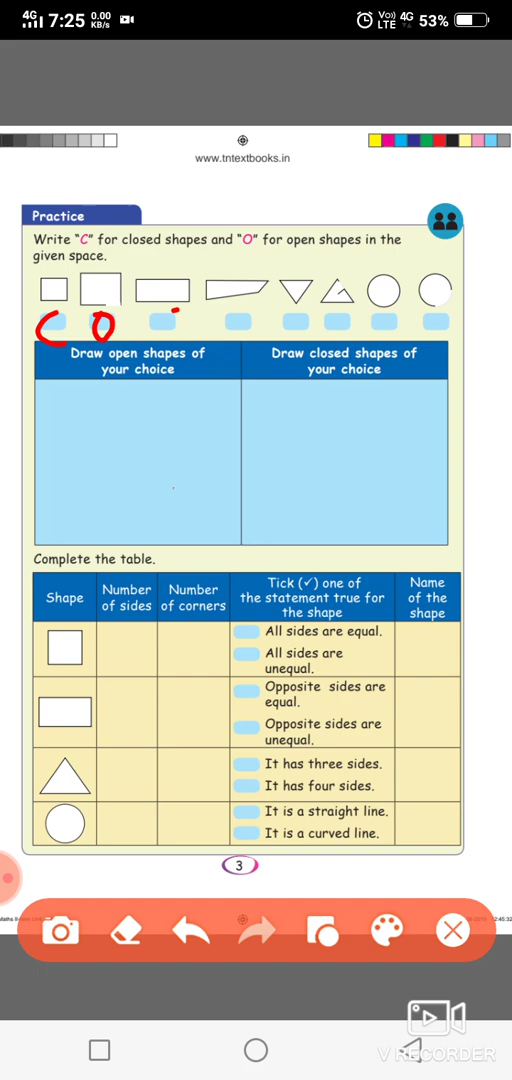 4G 7:25 0.00 KB/s Vo) LTE 4G 53%
www.tntextbooks.in
Practice
Write "C" for closed shapes and "O" for open shapes in the
given space.
C O
Draw open shapes of
your choice
Draw closed shapes of
your choice
Complete the table.
Shape
Number
of sides
Number
of corners
Tick (✓) one of
the statement true for
the shape
Name
of the
shape
All sides are equal.
All sides are
unequal.
Opposite sides are
equal.
Opposite sides are
unequal.
It has three sides.
It has four sides.
It is a straight line.
It is a curved line.
3
V RECORDER